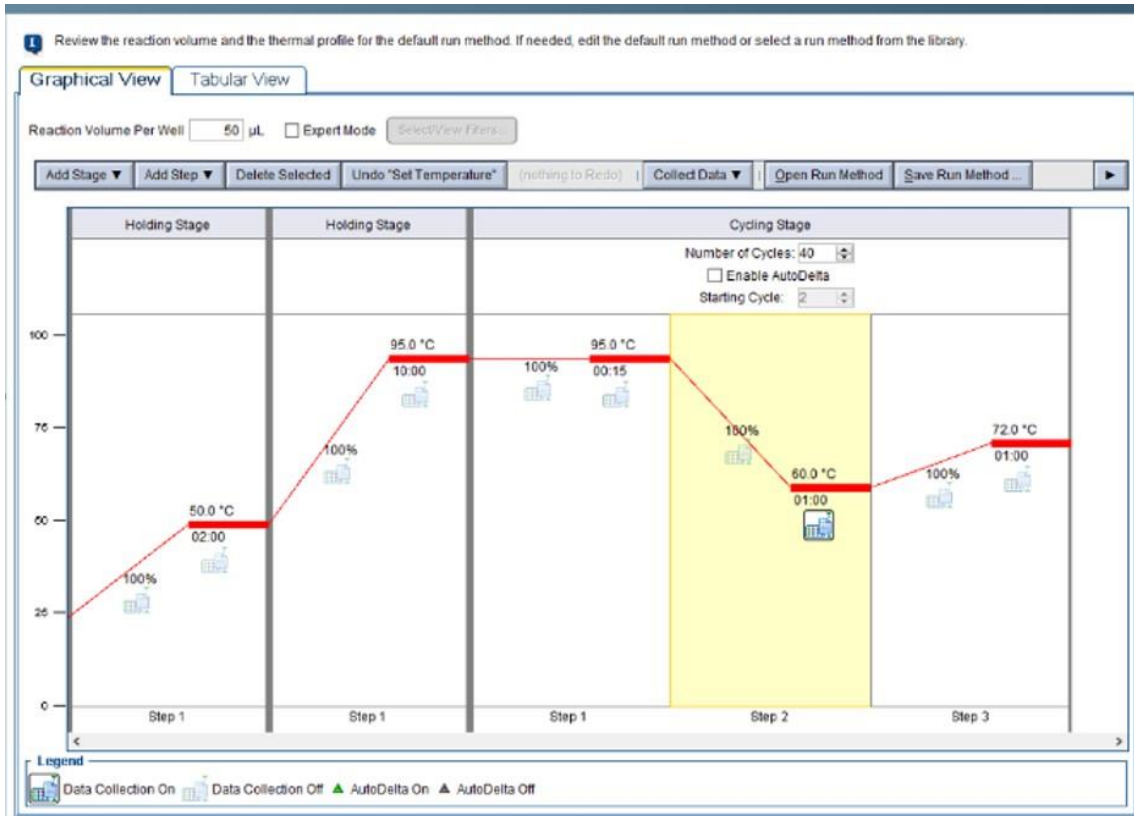 Review the reaction volume and the thermal profile for the default run method. If needed, edit the default run method or select a run method from the library.
Graphical View Tabular View
Reaction Volume Per Well 50 µL Expert Mode Select/View Filters...
Add Stage ▼ Add Step ▼ Delete Selected Undo "Set Temperature" (nothing to Redo) Collect Data ▼ Open Run Method Save Run Method ...
Holding Stage Holding Stage Cycling Stage
Number of Cycles: 40
Enable AutoDelta
Starting Cycle: 2
100
75
50
25
0
50.0 °C
02:00
100%
95.0 °C
10:00
100%
95.0 °C
100% 00:15
100%
60.0 °C
01:00
72.0 °C
01:00
100%
Step 1 Step 1 Step 1 Step 2 Step 3
Legend
Data Collection On Data Collection Off AutoDelta On AutoDelta Off